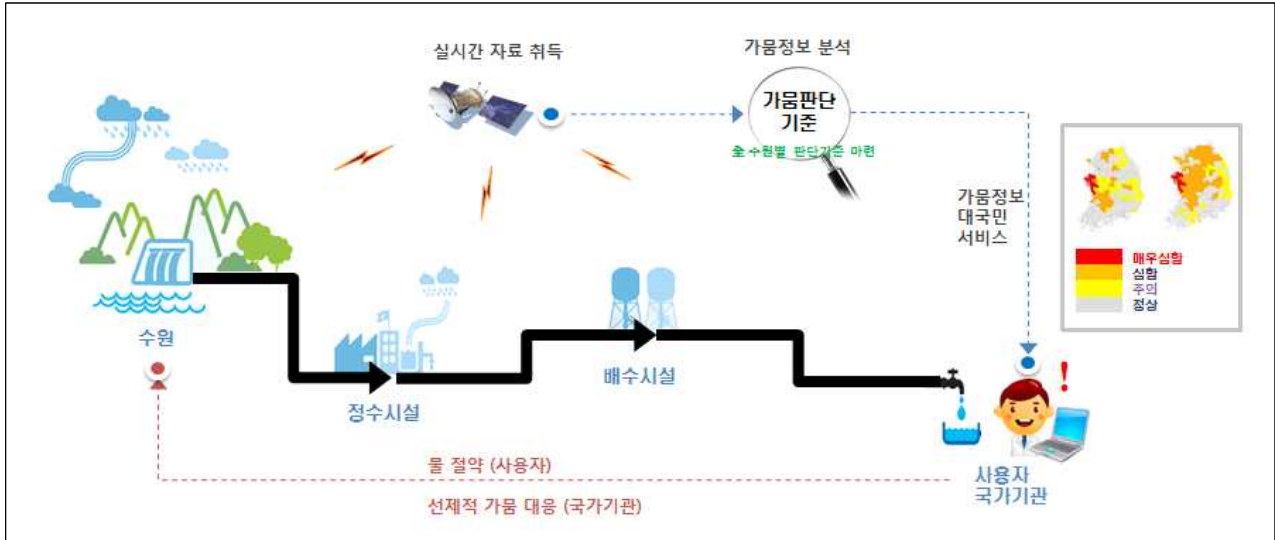 실시간 자료 취득
가뭄정보 분석
가뭄판단
기준
全 수원별 판단기준 마련
가뭄정보
대국민
서비스
매우심함
심함
주의
정상
수원
정수시설
배수시설
!
사용자
국가기관
물 절약 (사용자)
선제적 가뭄 대응 (국가기관)